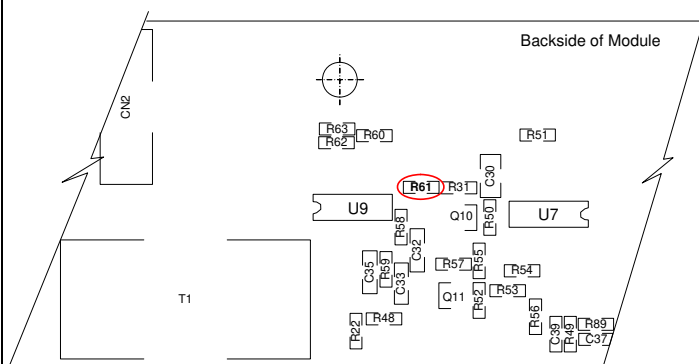 Backside of Module
CN2
R63
R60
R62
R51
R61
R31
C30
U9
R58
Q10
R50
U7
C32
C35
R59
C33
R57
R55
R54
Q11
R52
R53
T1
R22
R48
R56
C39
R49
R89
C37